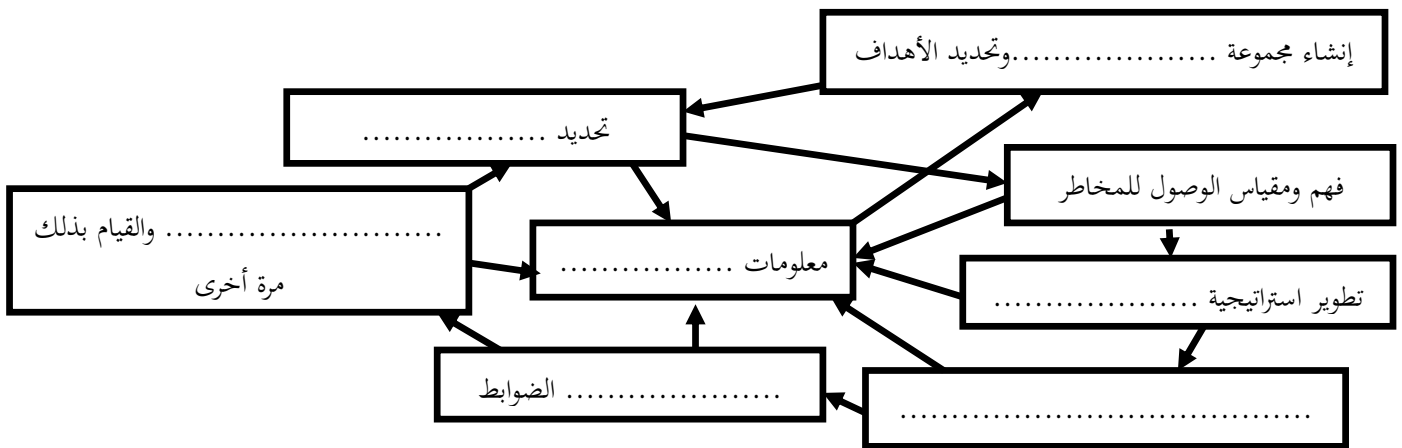 إنشاء مجموعة ....................وتحديد الأهداف
تحديد ..................
فهم ومقياس الوصول للمخاطر
........................... والقيام بذلك
مرة أخرى
معلومات .................
تطوير استراتيجية ....................
..................... الضوابط
........................................